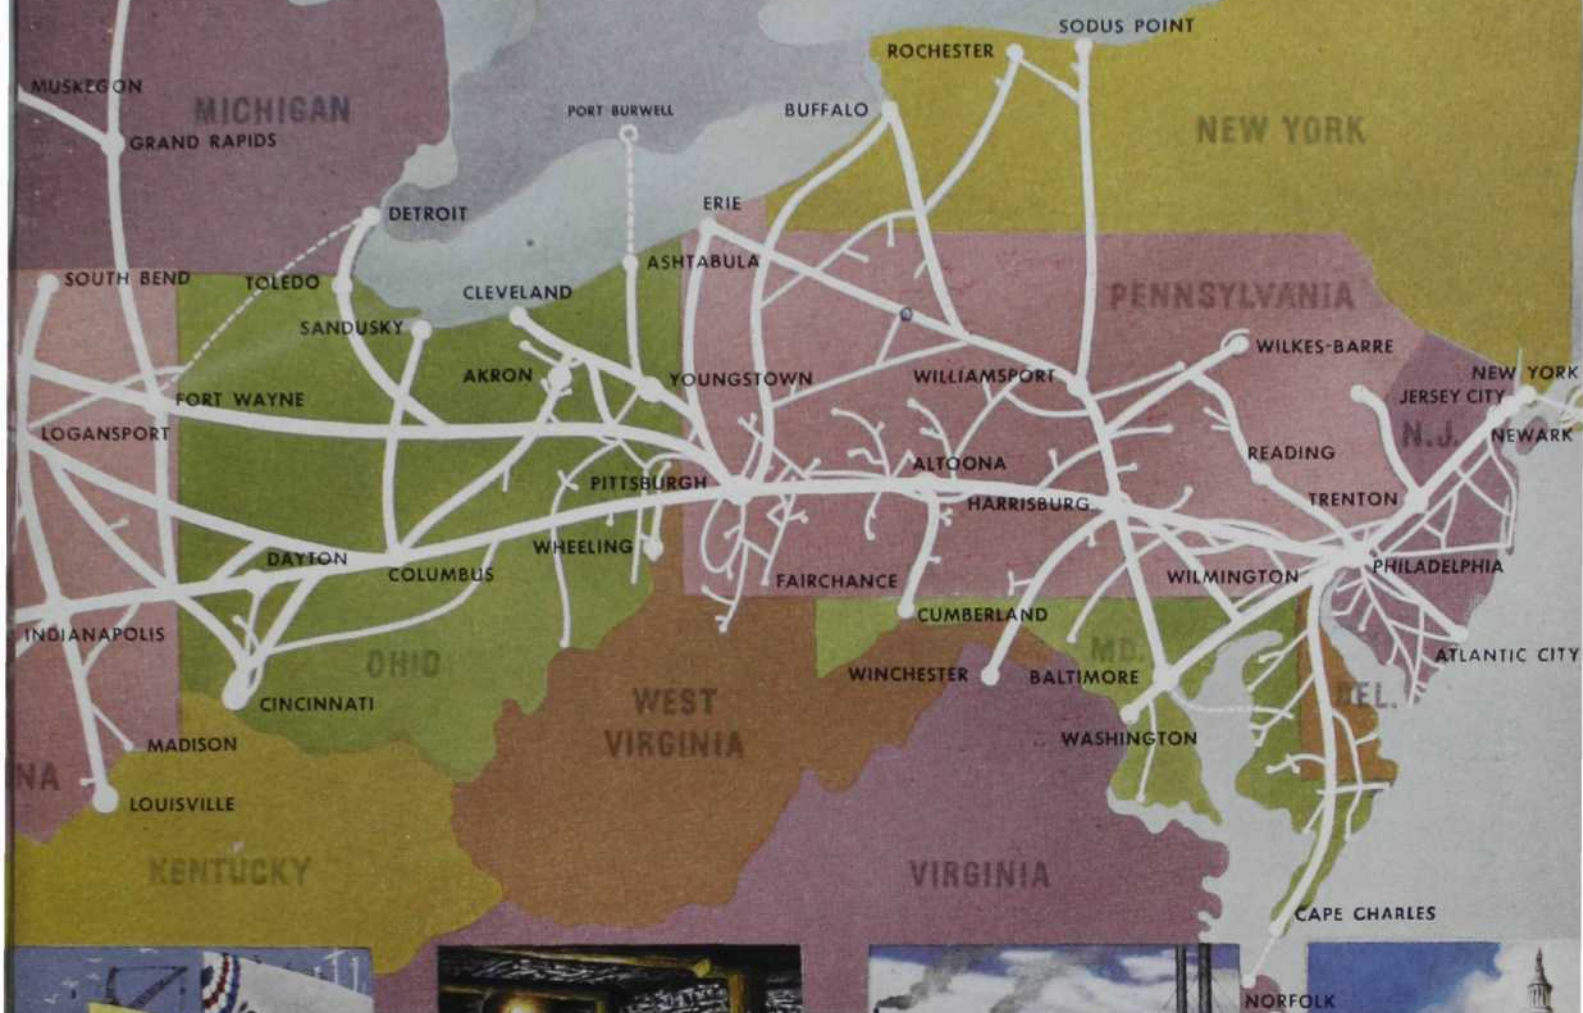 SODUS POINT
ROCHESTER
MUSKEGON
MICHIGAN
PORT BURWELL
BUFFALO
NEW YORK
GRAND RAPIDS
ERIE
DETROIT
ASHTABULA
SOUTH BEND
TOLEDO
CLEVELAND
PENNSYLVANIA
SANDUSKY
WILKES-BARRE
AKRON
YOUNGSTOWN
WILLIAMSPORT
NEW YORK
FORT WAYNE
JERSEY CITY
LOGANSPORT
N.J.
NEWARK
READING
ALTOONA
PITTSBURGH
HARRISBURG
TRENTON
WHEELING
DAYTON
COLUMBUS
FAIRCHANCE
WILMINGTON
PHILADELPHIA
CUMBERLAND
INDIANAPOLIS
OHIO
MD.
ATLANTIC CITY
WINCHESTER
BALTIMORE
DEL.
CINCINNATI
WEST
VIRGINIA
MADISON
WASHINGTON
NA
LOUISVILLE
KENTUCKY
VIRGINIA
CAPE CHARLES
NORFOLK